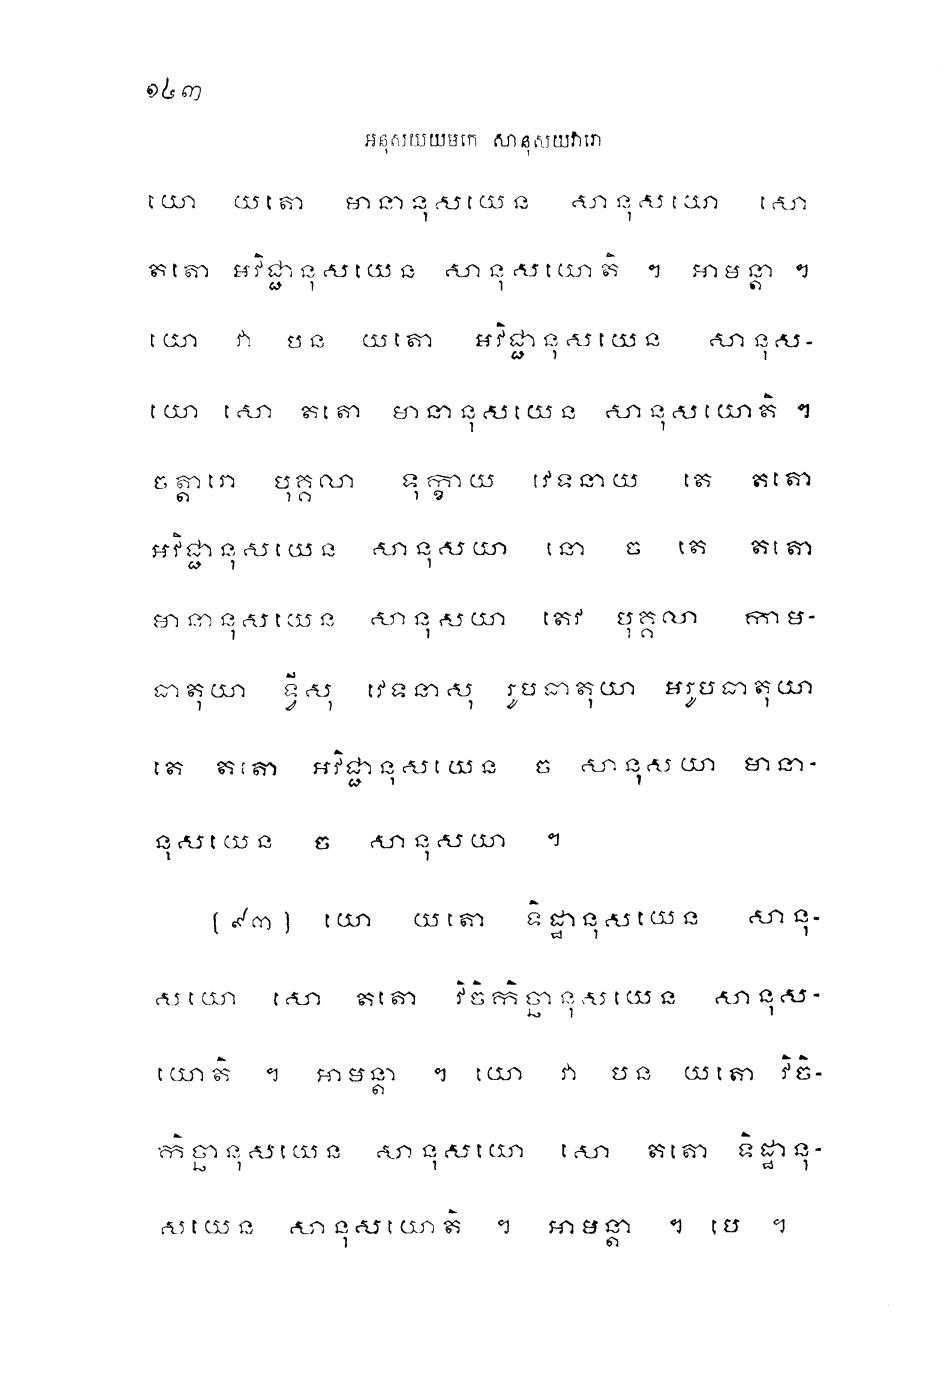 ១៤៣
អនុសយយមកេ សានុសយវារោ
យោ យតោ មានានុសយេន សានុសយោ សោ
តតោ អវិជ្ជានុសយេន សានុសយោតិ ។ អាមន្តា ។
យោ វា បន យតោ អវិជ្ជានុសយេន សានុស-
យោ សោ តតោ មានានុសយេន សានុសយោតិ ។
ចត្តារោ បុគ្គលា ទុក្ខាយ វេទនាយ តេ តតោ
អវិជ្ជានុសយេន សានុសយា នោ ច តេ តតោ
មានានុសយេន សានុសយា តេវ បុគ្គលា កាម-
ធាតុយា ទ្វីសុ វេទនាសុ រូបធាតុយា អរូបធាតុយា
តេ តតោ អវិជ្ជានុសយេន ច សានុសយា មានា-
នុសយេន ច សានុសយា ។
(៩៣) យោ យតោ ទិដ្ឋានុសយេន សានុ-
សយោ សោ តតោ វិចិកិច្ឆានុសយេន សានុស-
យោតិ ។ អាមន្តា ។ យោ វា បន យតោ វិចិ-
កិច្ឆានុសយេន សានុសយោ សោ តតោ ទិដ្ឋានុ-
សយេន សានុសយោតិ ។ អាមន្តា ។ បេ ។